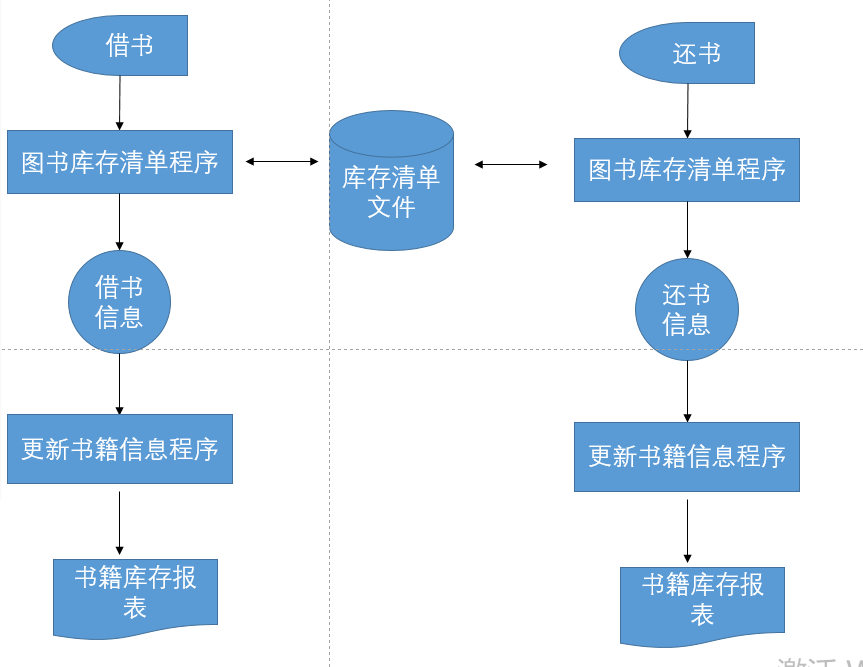 借书
图书库存清单程序
借书
信息
更新书籍信息程序
书籍库存报
表
库存清单
文件
还书
图书库存清单程序
还书
信息
更新书籍信息程序
书籍库存报
表
激活